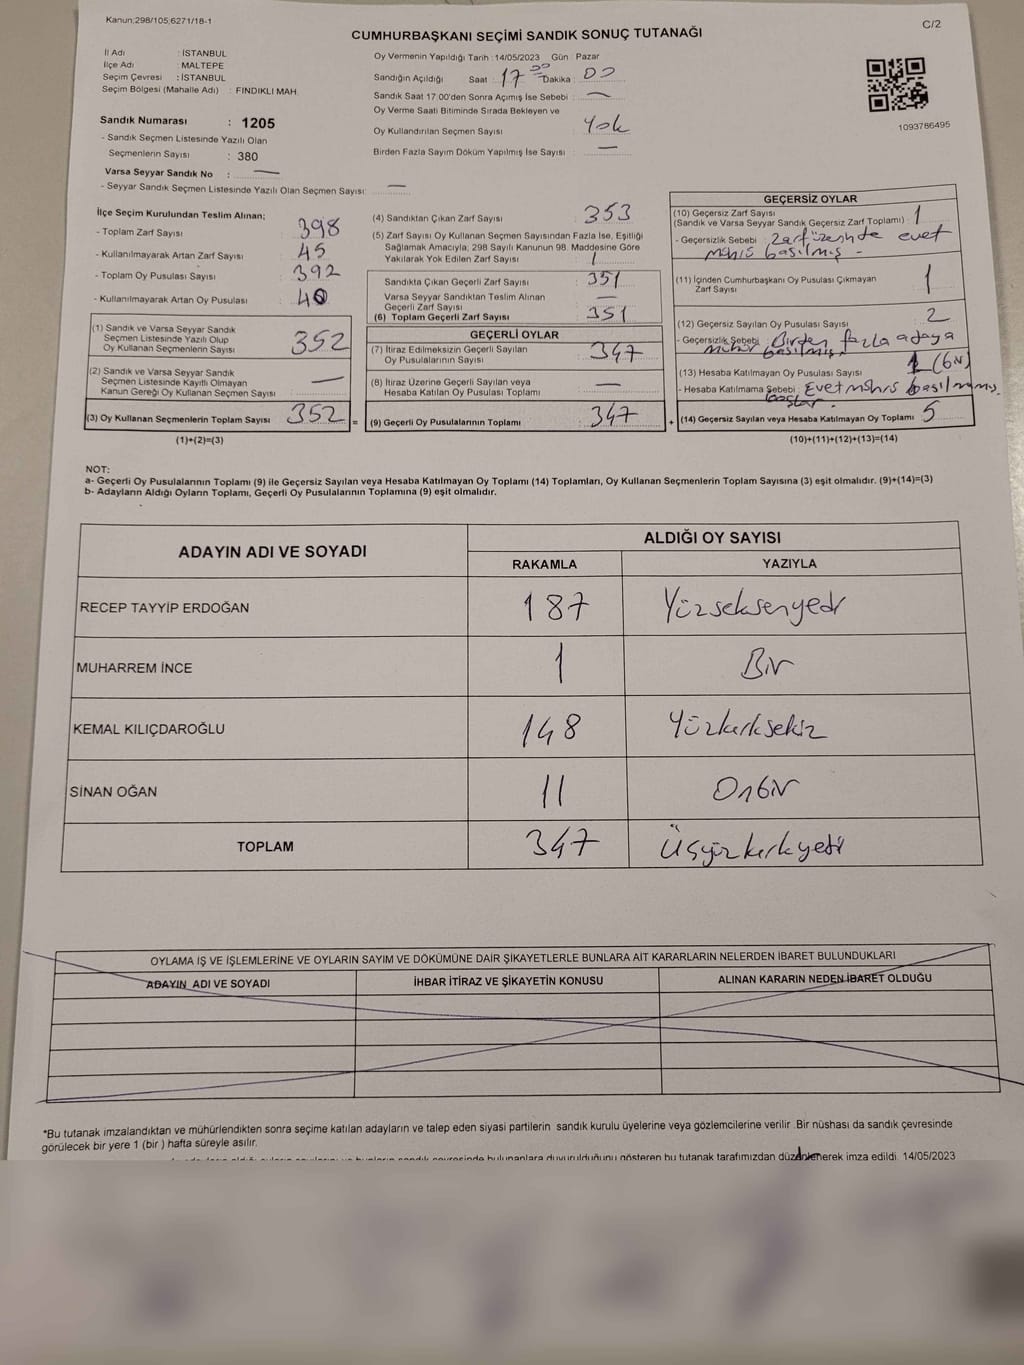 Kanun;298/105;6271/18-1
C/2
CUMHURBAŞKANI SEÇİMİ SANDIK SONUÇ TUTANAĞI
İl Adı : İSTANBUL
İlçe Adı : MALTEPE
Seçim Çevresi : İSTANBUL
Seçim Bölgesi (Mahalle Adı) : FINDIKLI MAH.
Sandık Numarası : 1205
- Sandık Seçmen Listesinde Yazılı Olan
Seçmenlerin Sayısı : 380
Varsa Seyyar Sandık No : —
- Seyyar Sandık Seçmen Listesinde Yazılı Olan Seçmen Sayısı: —
Oy Vermenin Yapıldığı Tarih : 14/05/2023 Gün : Pazar
Sandığın Açıldığı Saat : 17 00 Dakika : 00
Sandık Saat 17:00'den Sonra Açımış İse Sebebi : —
Oy Verme Saati Bitiminde Sırada Bekleyen ve
Oy Kullandırılan Seçmen Sayısı : Yok
Birden Fazla Sayım Döküm Yapılmış İse Sayısı : —
1093766495
İlçe Seçim Kurulundan Teslim Alınan;
- Toplam Zarf Sayısı : 398
- Kullanılmayarak Artan Zarf Sayısı : 45
- Toplam Oy Pusulası Sayısı : 392
- Kullanılmayarak Artan Oy Pusulası : 40
(1) Sandık ve Varsa Seyyar Sandık
Seçmen Listesinde Yazılı Olup
Oy Kullanan Seçmenlerin Sayısı : 352
(2) Sandık ve Varsa Seyyar Sandık
Seçmen Listesinde Kayıtlı Olmayan
Kanun Gereği Oy Kullanan Seçmen Sayısı : —
(3) Oy Kullanan Seçmenlerin Toplam Sayısı : 352
(1)+(2)=(3)
(4) Sandıktan Çıkan Zarf Sayısı : 353
(5) Zarf Sayısı Oy Kullanan Seçmen Sayısından Fazla İse, Eşitliği
Sağlamak Amacıyla, 298 Sayılı Kanunun 98. Maddesine Göre
Yakılarak Yok Edilen Zarf Sayısı : 1
Sandıkta Çıkan Geçerli Zarf Sayısı : 351
Varsa Seyyar Sandıktan Teslim Alınan
Geçerli Zarf Sayısı : —
(6) Toplam Geçerli Zarf Sayısı : 351
GEÇERLİ OYLAR
(7) İtiraz Edilmeksizin Geçerli Sayılan
Oy Pusulalarının Sayısı : 347
(8) İtiraz Üzerine Geçerli Sayılan veya
Hesaba Katılan Oy Pusulası Toplamı : —
= (9) Geçerli Oy Pusulalarının Toplamı : 347 +
GEÇERSİZ OYLAR
(10) Geçersiz Zarf Sayısı
(Sandık ve Varsa Seyyar Sandık Geçersiz Zarf Toplamı) : 1
- Geçersizlik Sebebi : Zarf üzerinde evet
mührü basılmış -
(11) İçinden Cumhurbaşkanı Oy Pusulası Çıkmayan
Zarf Sayısı : 1
(12) Geçersiz Sayılan Oy Pusulası Sayısı : 2
- Geçersizlik Sebebi : Birden fazla adaya
mühür basılmış
(13) Hesaba Katılmayan Oy Pusulası Sayısı : 1 (Bir)
- Hesaba Katılmama Sebebi : Evet mührü basılmamış
(14) Geçersiz Sayılan veya Hesaba Katılmayan Oy Toplamı : 5
(10)+(11)+(12)+(13)=(14)
NOT:
a- Geçerli Oy Pusulalarının Toplamı (9) ile Geçersiz Sayılan veya Hesaba Katılmayan Oy Toplamı (14) Toplamları, Oy Kullanan Seçmenlerin Toplam Sayısına (3) eşit olmalıdır. (9)+(14)=(3)
b- Adayların Aldığı Oyların Toplamı, Geçerli Oy Pusulalarının Toplamına (9) eşit olmalıdır.
ADAYIN ADI VE SOYADI
ALDIĞI OY SAYISI
RAKAMLA YAZIYLA
RECEP TAYYİP ERDOĞAN 187 Yüzseksenyedi
MUHARREM İNCE 1 Bir
KEMAL KILIÇDAROĞLU 148 Yüzkırksekiz
SİNAN OĞAN 11 Onbir
TOPLAM 347 Üçyüzkırkyedi
OYLAMA İŞ VE İŞLEMLERİNE VE OYLARIN SAYIM VE DÖKÜMÜNE DAİR ŞİKAYETLERLE BUNLARA AİT KARARLARIN NELERDEN İBARET BULUNDUKLARI
ADAYIN ADI VE SOYADI İHBAR İTİRAZ VE ŞİKAYETİN KONUSU ALINAN KARARIN NEDEN İBARET OLDUĞU
*Bu tutanak imzalandıktan ve mühürlendikten sonra seçime katılan adayların ve talep eden siyasi partilerin sandık kurulu üyelerine veya gözlemcilerine verilir .Bir nüshası da sandık çevresinde
görülecek bir yere 1 (bir ) hafta süreyle asılır.
bulunanlara duyurulduğunu gösteren bu tutanak tarafımızdan düzenlenerek imza edildi. 14/05/2023